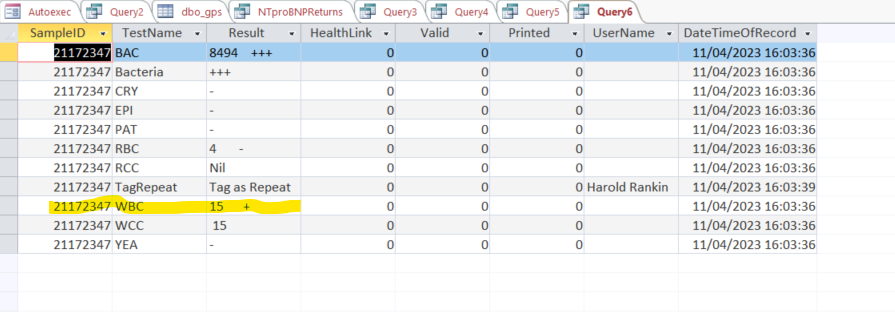 Autoexec Query2 dbo_gps NTproBNPReturns Query3 Query4 Query5 Query6
SampleID TestName Result HealthLink Valid Printed UserName DateTimeOfRecord
21172347 BAC 8494 +++ 0 0 0 11/04/2023 16:03:36
21172347 Bacteria +++ 0 0 0 11/04/2023 16:03:36
21172347 CRY - 0 0 0 11/04/2023 16:03:36
21172347 EPI - 0 0 0 11/04/2023 16:03:36
21172347 PAT - 0 0 0 11/04/2023 16:03:36
21172347 RBC 4 - 0 0 0 11/04/2023 16:03:36
21172347 RCC Nil 0 0 0 11/04/2023 16:03:36
21172347 TagRepeat Tag as Repeat 0 0 0 Harold Rankin 11/04/2023 16:03:39
21172347 WBC 15 + 0 0 0 11/04/2023 16:03:36
21172347 WCC 15 0 0 0 11/04/2023 16:03:36
21172347 YEA - 0 0 0 11/04/2023 16:03:36